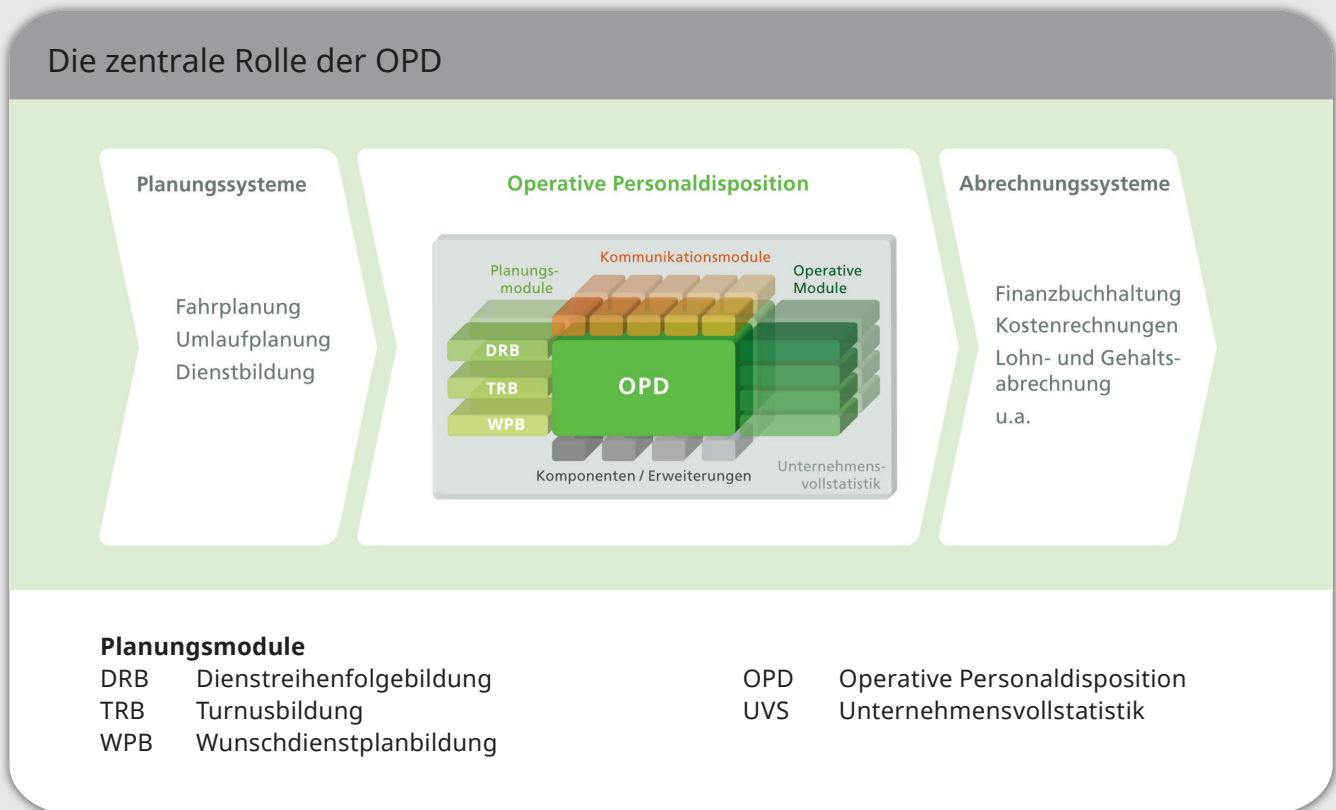 Die zentrale Rolle der OPD
Planungssysteme
Fahrplanung
Umlaufplanung
Dienstbildung
Operative Personaldisposition
Kommunikationsmodule
Planungs-
module
Operative
Module
DRB
TRB
WPB
OPD
Komponenten / Erweiterungen
Unternehmens-
vollstatistik
Abrechnungssysteme
Finanzbuchhaltung
Kostenrechnungen
Lohn- und Gehalts-
abrechnung
u.a.
Planungsmodule
DRB Dienstreihenfolgebildung
TRB Turnusbildung
WPB Wunschdienstplanbildung
OPD Operative Personaldisposition
UVS Unternehmensvollstatistik